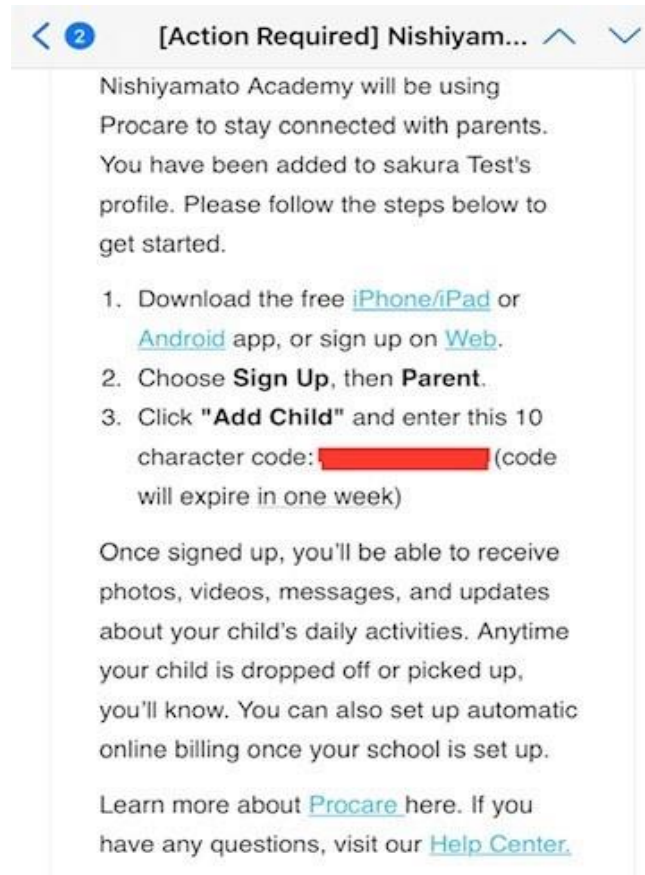 2 [Action Required] Nishiyam...
Nishiyamato Academy will be using
Procare to stay connected with parents.
You have been added to sakura Test's
profile. Please follow the steps below to
get started.
1. Download the free iPhone/iPad or
Android app, or sign up on Web.
2. Choose Sign Up, then Parent.
3. Click "Add Child" and enter this 10
character code: (code
will expire in one week)
Once signed up, you'll be able to receive
photos, videos, messages, and updates
about your child's daily activities. Anytime
your child is dropped off or picked up,
you'll know. You can also set up automatic
online billing once your school is set up.
Learn more about Procare here. If you
have any questions, visit our Help Center.